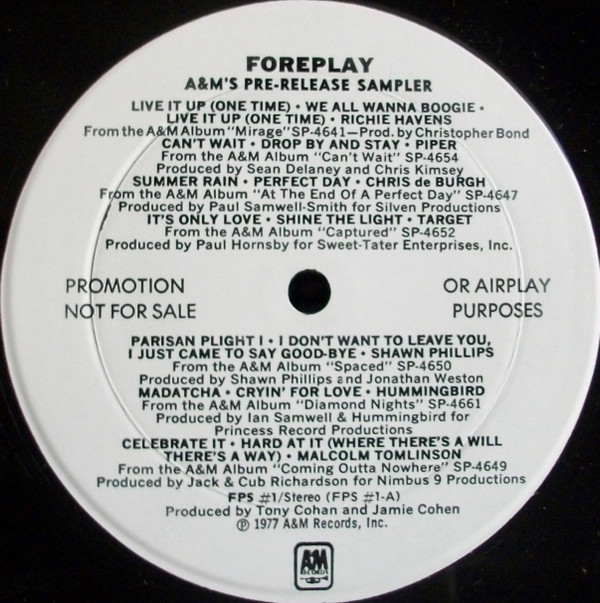 FOREPLAY
A&M'S PRE-RELEASE SAMPLER
LIVE IT UP (ONE TIME) • WE ALL WANNA BOOGIE •
LIVE IT UP (ONE TIME) • RICHIE HAVENS
From the A&M Album "Mirage" SP-4641—Prod. by Christopher Bond
CAN'T WAIT • DROP BY AND STAY • PIPER
From the A&M Album "Can't Wait" SP-4654
Produced by Sean Delaney and Chris Kimsey
SUMMER RAIN • PERFECT DAY • CHRIS de BURGH
From the A&M Album "At The End Of A Perfect Day" SP-4647
Produced by Paul Samwell-Smith for Silven Productions
IT'S ONLY LOVE • SHINE THE LIGHT • TARGET
From the A&M Album "Captured" SP-4652
Produced by Paul Hornsby for Sweet-Tater Enterprises, Inc.
PROMOTION OR AIRPLAY
NOT FOR SALE PURPOSES
PARISAN PLIGHT I • I DON'T WANT TO LEAVE YOU,
I JUST CAME TO SAY GOOD-BYE • SHAWN PHILLIPS
From the A&M Album "Spaced" SP-4650
Produced by Shawn Phillips and Jonathan Weston
MADATCHA • CRYIN' FOR LOVE • HUMMINGBIRD
From the A&M Album "Diamond Nights" SP-4661
Produced by Ian Samwell & Hummingbird for
Princess Record Productions
CELEBRATE IT • HARD AT IT (WHERE THERE'S A WILL
THERE'S A WAY) • MALCOLM TOMLINSON
From the A&M Album "Coming Outta Nowhere" SP-4649
Produced by Jack & Cub Richardson for Nimbus 9 Productions
FPS #1/Stereo (FPS #1-A)
Produced by Tony Cohan and Jamie Cohen
℗ 1977 A&M Records, Inc.
A&M
RECORDS